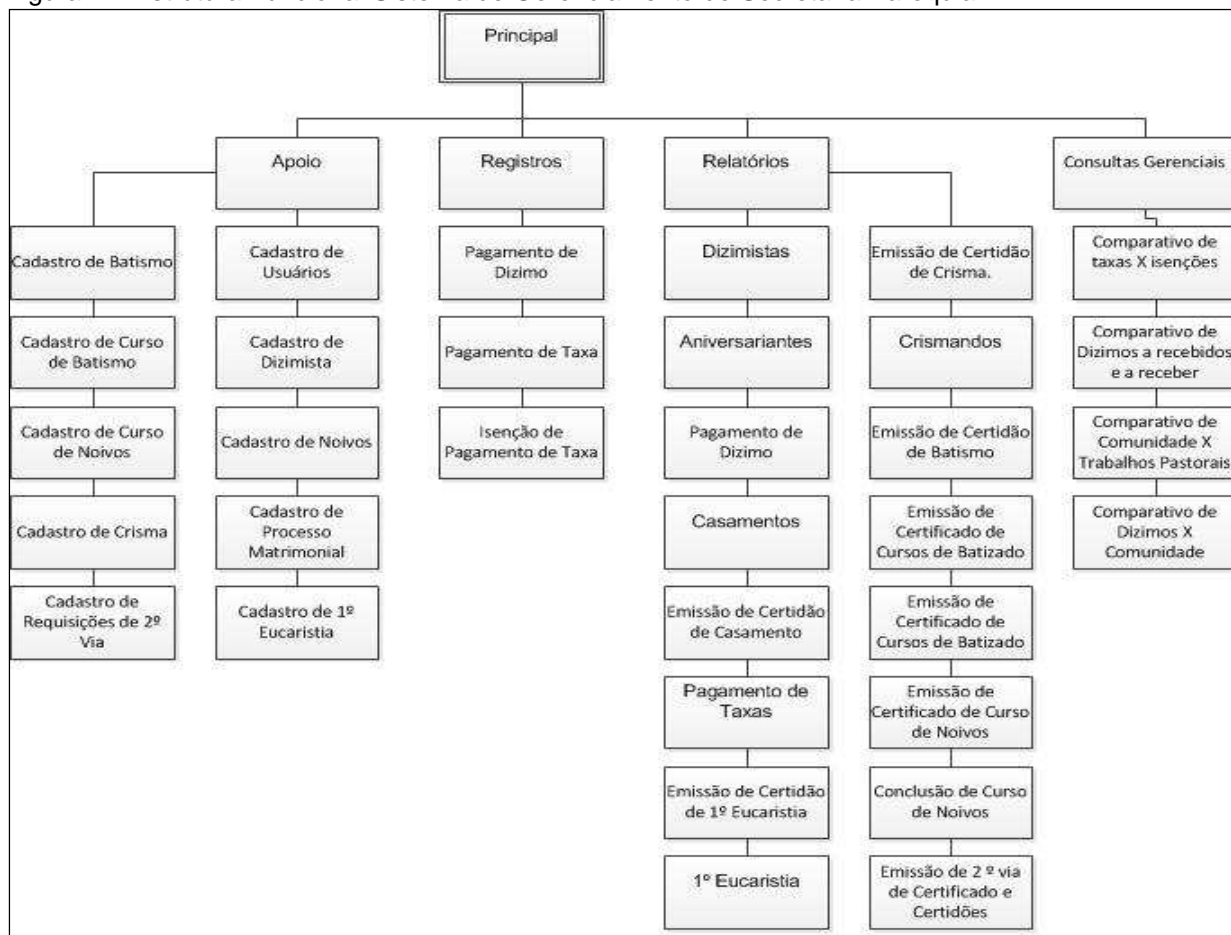 Principal
Apoio
Registros
Relatórios
Consultas Gerenciais
Cadastro de Batismo
Cadastro de Curso
de Batismo
Cadastro de Curso
de Noivos
Cadastro de Crisma
Cadastro de
Requisições de 2º
Via
Cadastro de
Usuários
Cadastro de
Dizimista
Cadastro de Noivos
Cadastro de
Processo
Matrimonial
Cadastro de 1º
Eucaristia
Pagamento de
Dizimo
Pagamento de Taxa
Isenção de
Pagamento de Taxa
Dizimistas
Aniversariantes
Pagamento de
Dizimo
Casamentos
Emissão de Certidão
de Casamento
Pagamento de
Taxas
Emissão de Certidão
de 1º Eucaristia
1º Eucaristia
Emissão de Certidão
de Crisma.
Crismandos
Emissão de Certidão
de Batismo
Emissão de
Certificado de
Cursos de Batizado
Emissão de
Certificado de
Cursos de Batizado
Emissão de
Certificado de Curso
de Noivos
Conclusão de Curso
de Noivos
Emissão de 2 º via
de Certificado e
Certidões
Comparativo de
taxas X isenções
Comparativo de
Dizimos a recebidos
e a receber
Comparativo de
Comunidade X
Trabalhos Pastorais
Comparativo de
Dizimos X
Comunidade